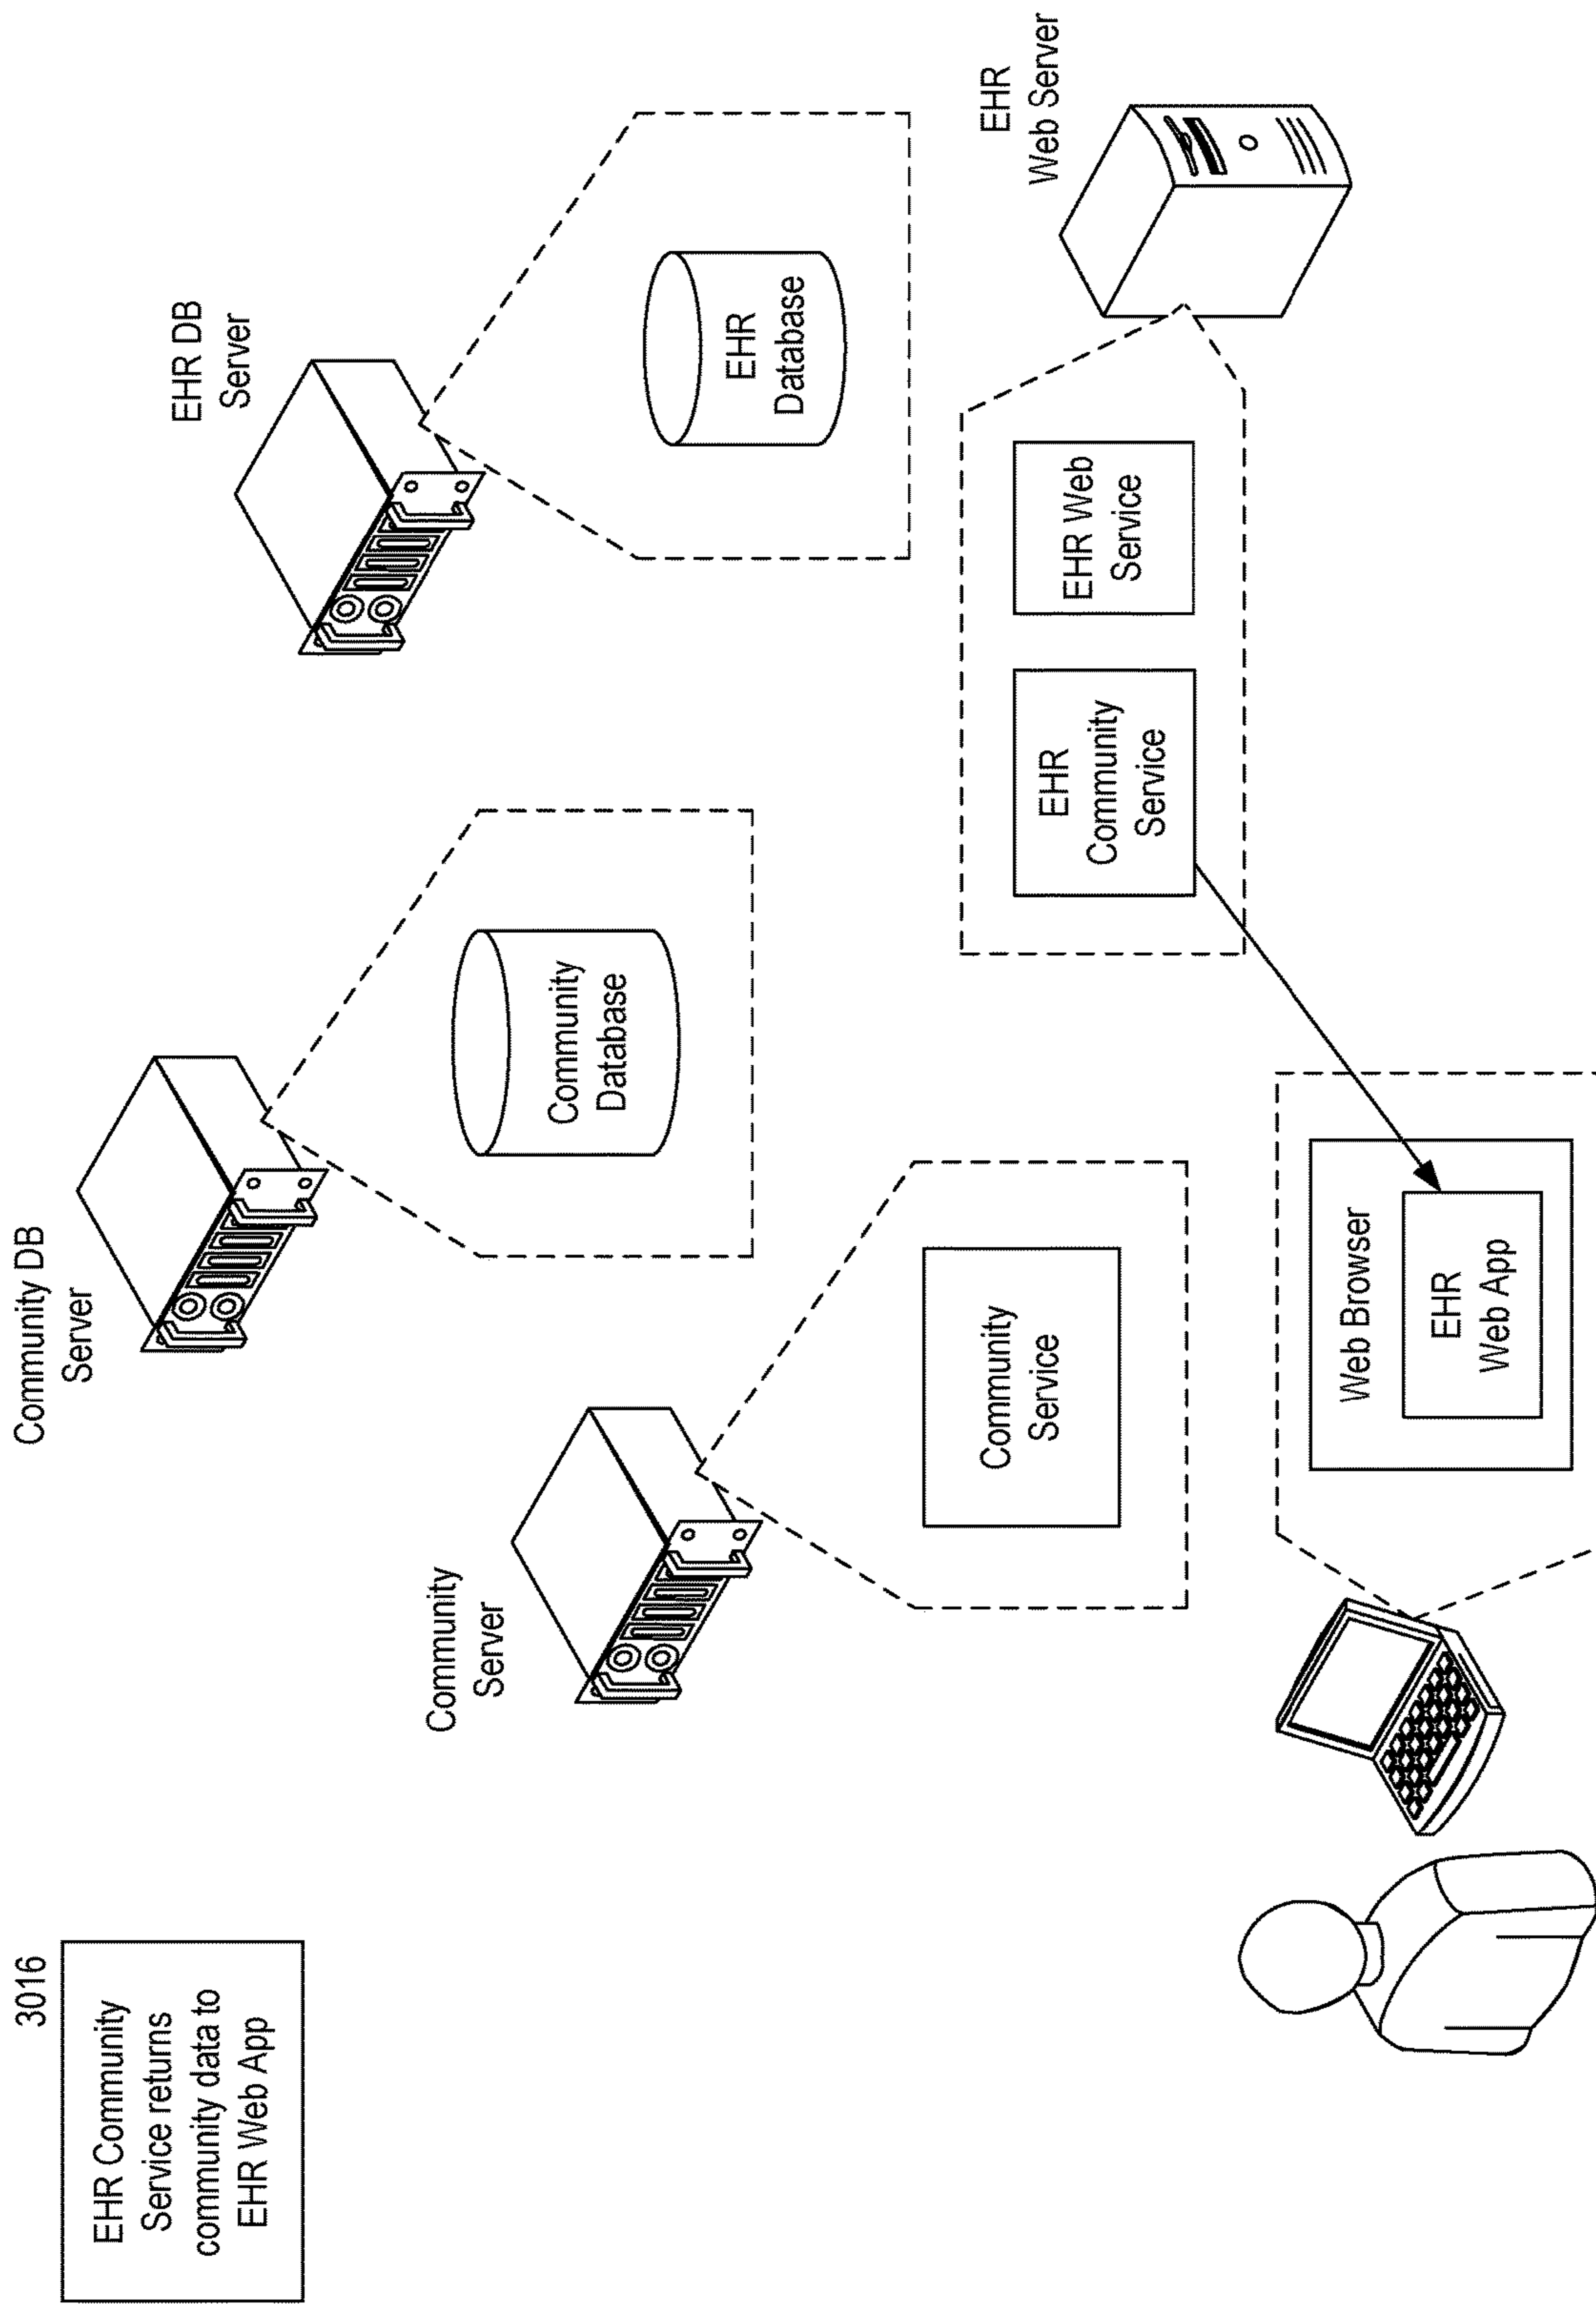 3016
EHR Community
Service returns
community data to
EHR Web App
Community DB
Server
EHR DB
Server
Community
Server
Community
Database
EHR
Database
Community
Service
EHR
Web Server
EHR
Community
Service
EHR Web
Service
Web Browser
EHR
Web App